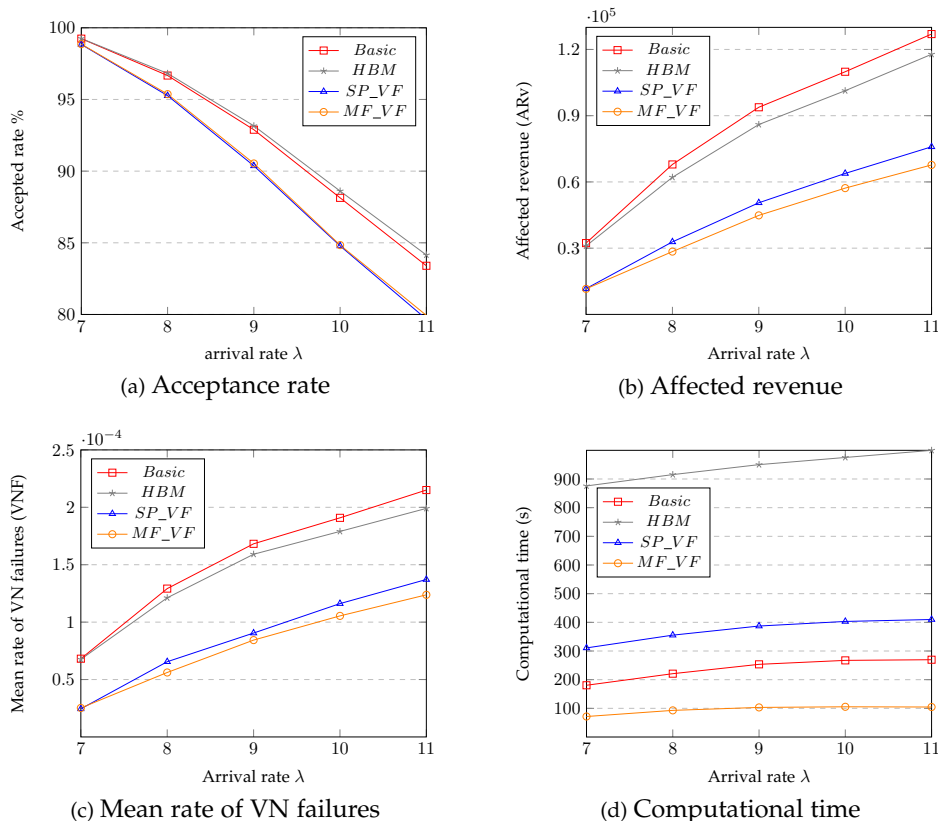 100
95
90
85
80
7
8
9
10
11
Accepted rate %
arrival rate λ
Basic
HBM
SP_VF
MF_VF
(a) Acceptance rate
·10^5
1.2
0.9
0.6
0.3
7
8
9
10
11
Affected revenue (ARv)
Arrival rate λ
Basic
HBM
SP_VF
MF_VF
(b) Affected revenue
·10^-4
2.5
2
1.5
1
0.5
7
8
9
10
11
Mean rate of VN failures (VNF)
Arrival rate λ
Basic
HBM
SP_VF
MF_VF
(c) Mean rate of VN failures
900
800
700
600
500
400
300
200
100
7
8
9
10
11
Computational time (s)
Arrival rate λ
Basic
HBM
SP_VF
MF_VF
(d) Computational time